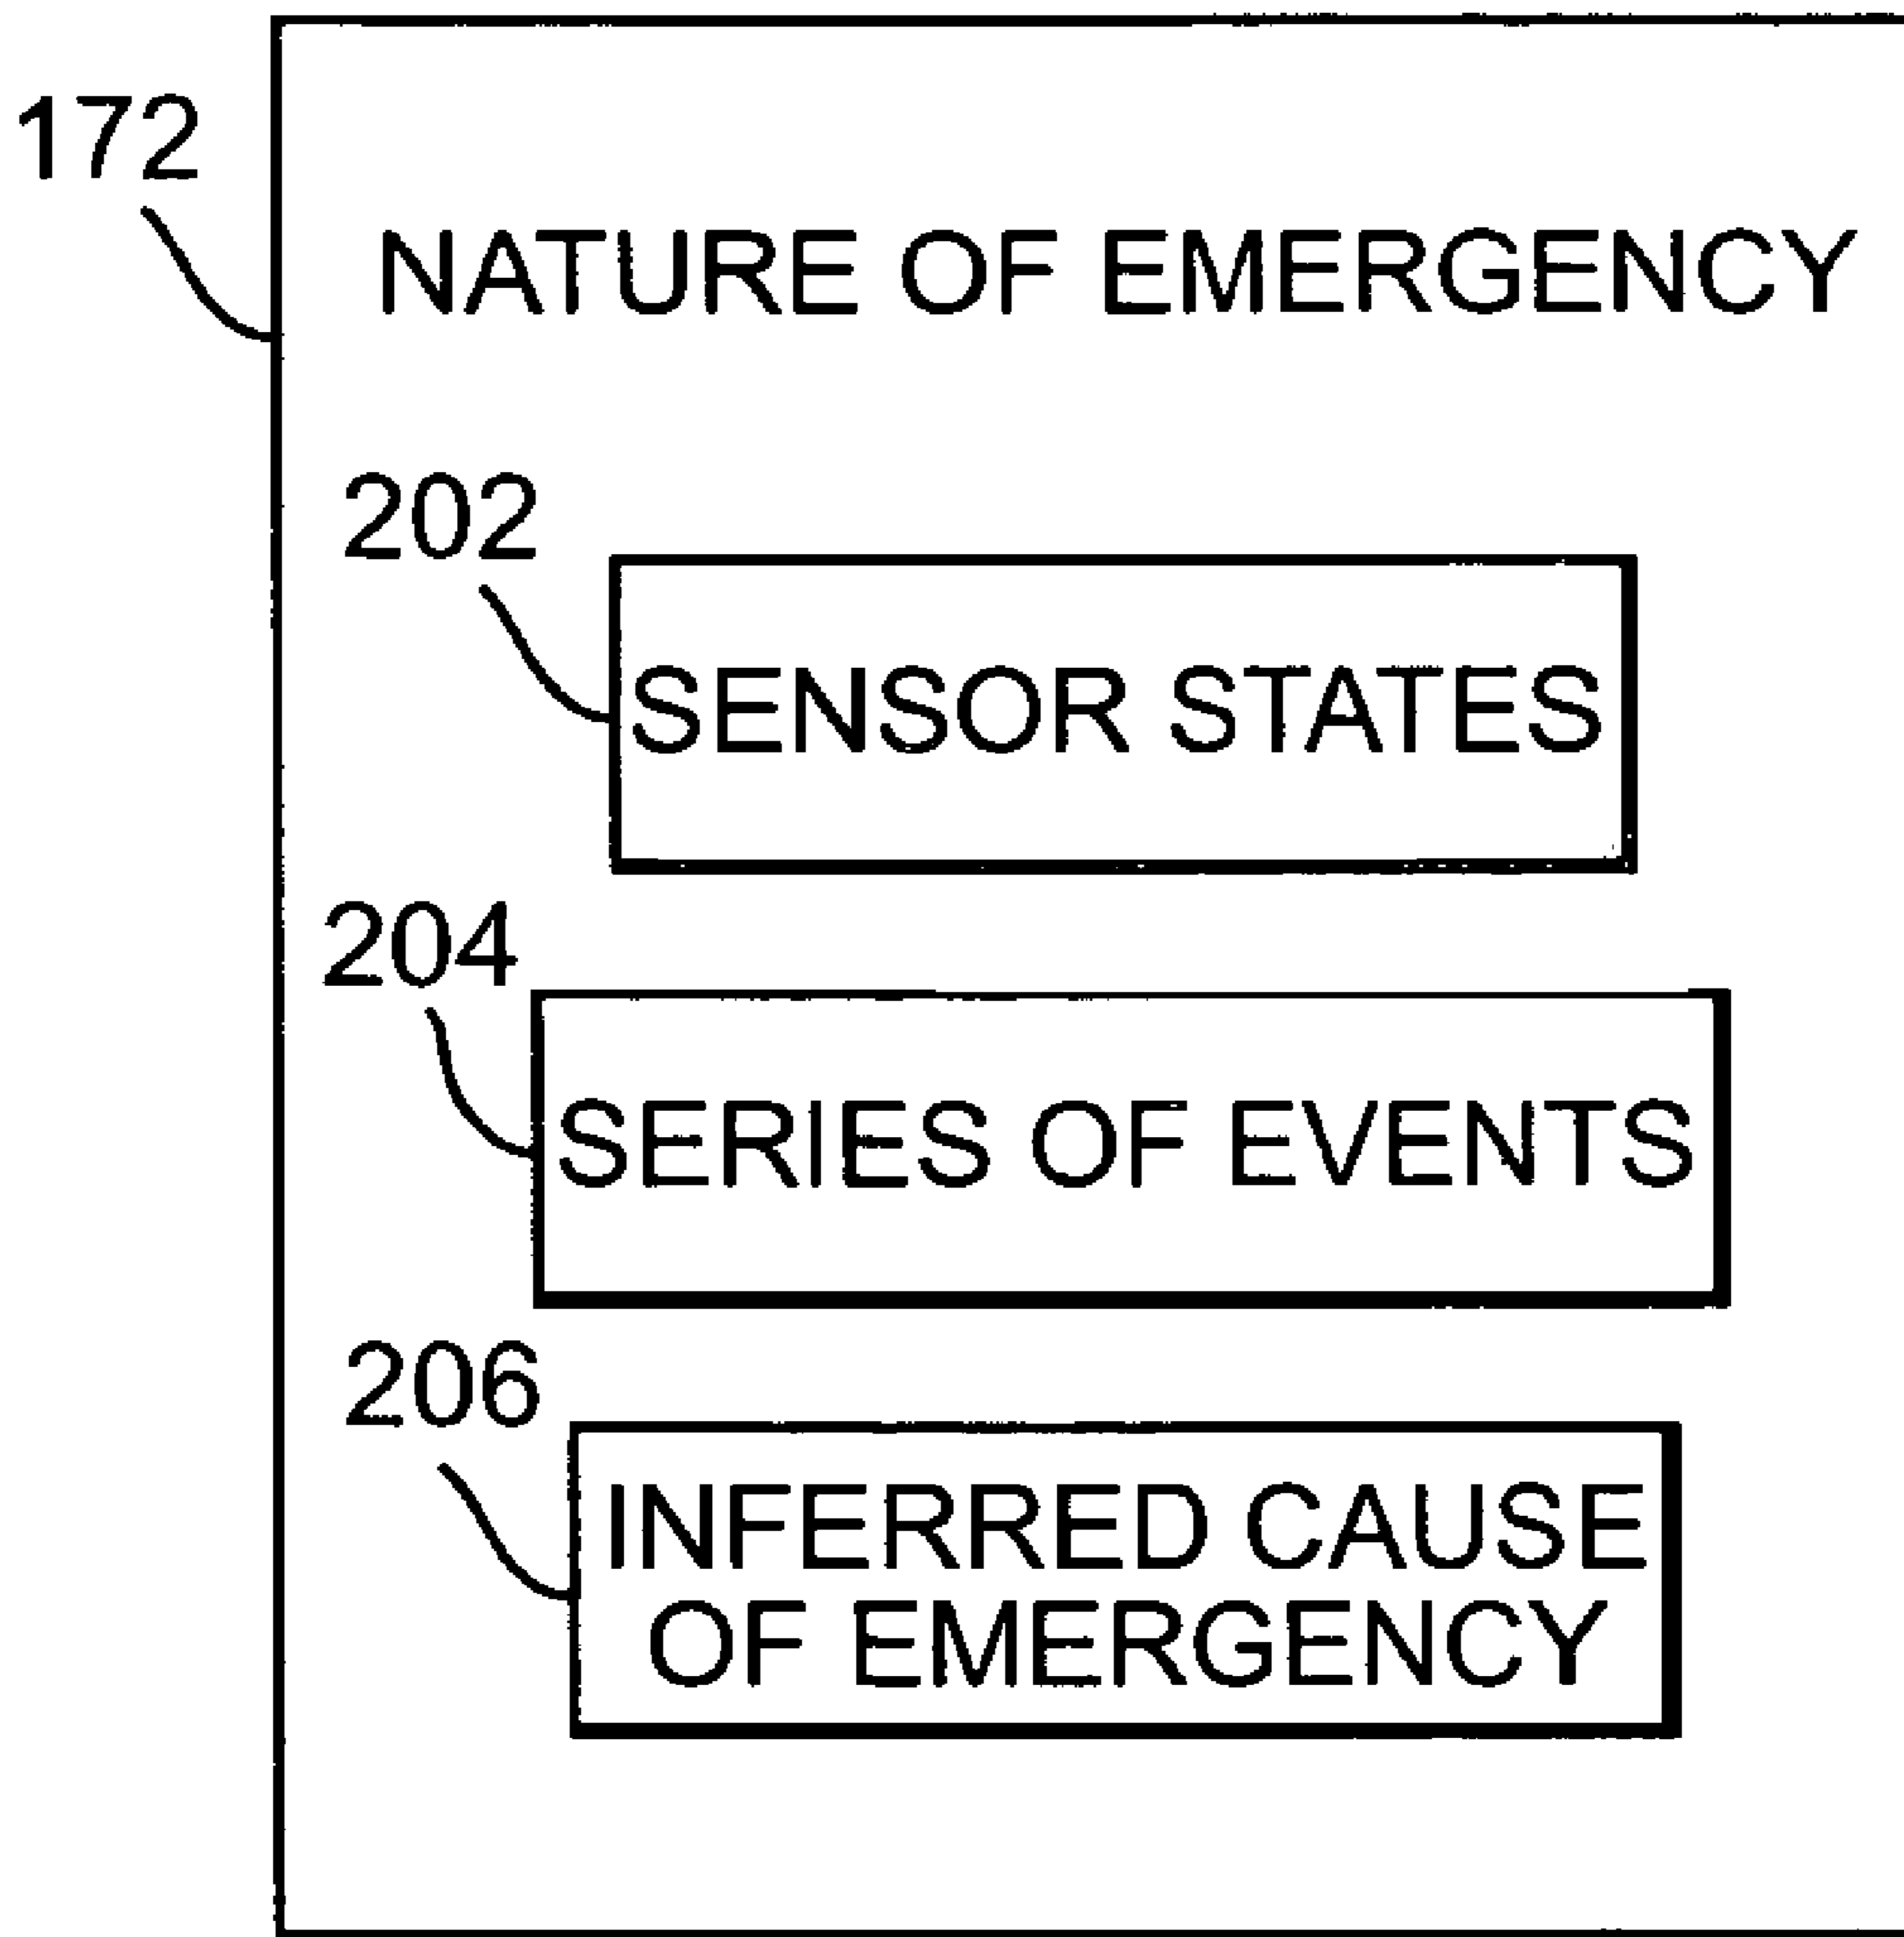 172
NATURE OF EMERGENCY
202
SENSOR STATES
204
SERIES OF EVENTS
206
INFERRED CAUSE
OF EMERGENCY